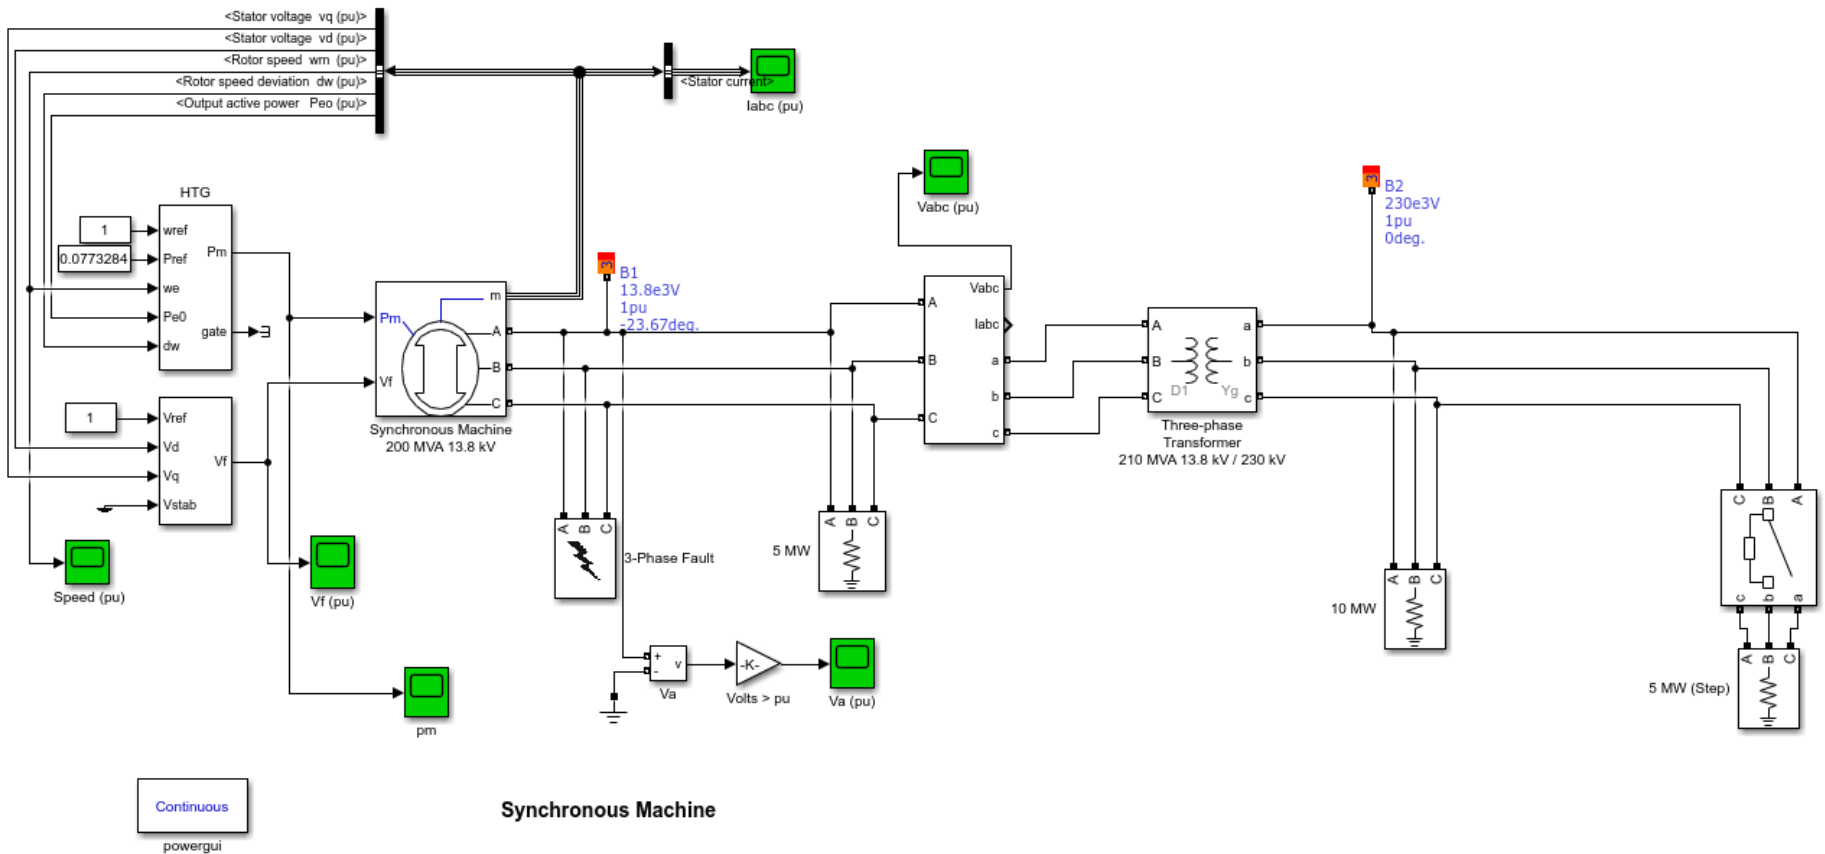 <Stator voltage vq (pu)>
<Stator voltage vd (pu)>
<Rotor speed wm (pu)>
<Rotor speed deviation dw (pu)>
<Output active power Peo (pu)>
<Stator current>
Iabc (pu)
HTG
1
0.0773284
wref
Pref
we
Pe0
dw
Pm
gate
1
Vref
Vd
Vq
Vstab
Vf
Speed (pu)
Vf (pu)
pm
Pm
Vf
m
A
B
C
Synchronous Machine
200 MVA 13.8 kV
3
B1
13.8e3V
1pu
-23.67deg.
A
B
C
3-Phase Fault
+
-
v
Va
-K-
Volts > pu
Va (pu)
5 MW
A
B
C
Vabc (pu)
A
B
C
Vabc
Iabc
a
b
c
A
B
C
D1
Yg
a
b
c
Three-phase
Transformer
210 MVA 13.8 kV / 230 kV
3
B2
230e3V
1pu
0deg.
10 MW
A
B
C
C
B
A
c
b
a
5 MW (Step)
A
B
C
Continuous
powergui
Synchronous Machine